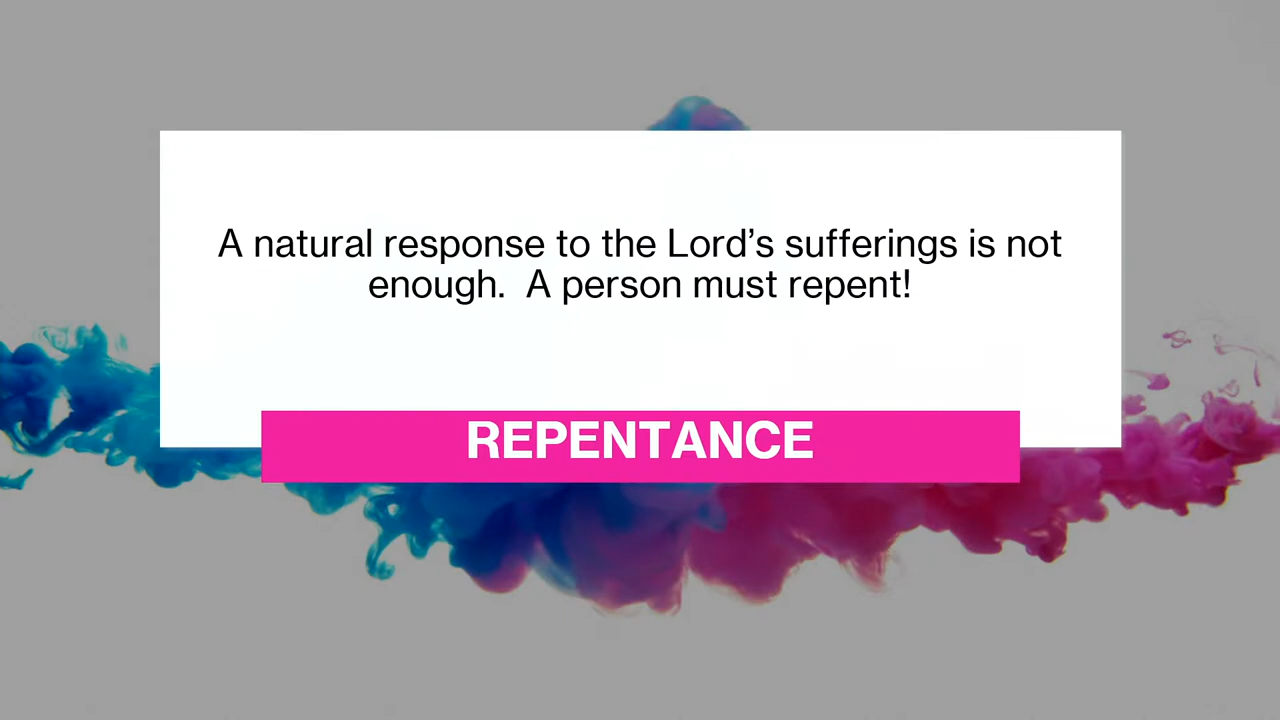 A natural response to the Lord’s sufferings is not
enough.  A person must repent!
REPENTANCE